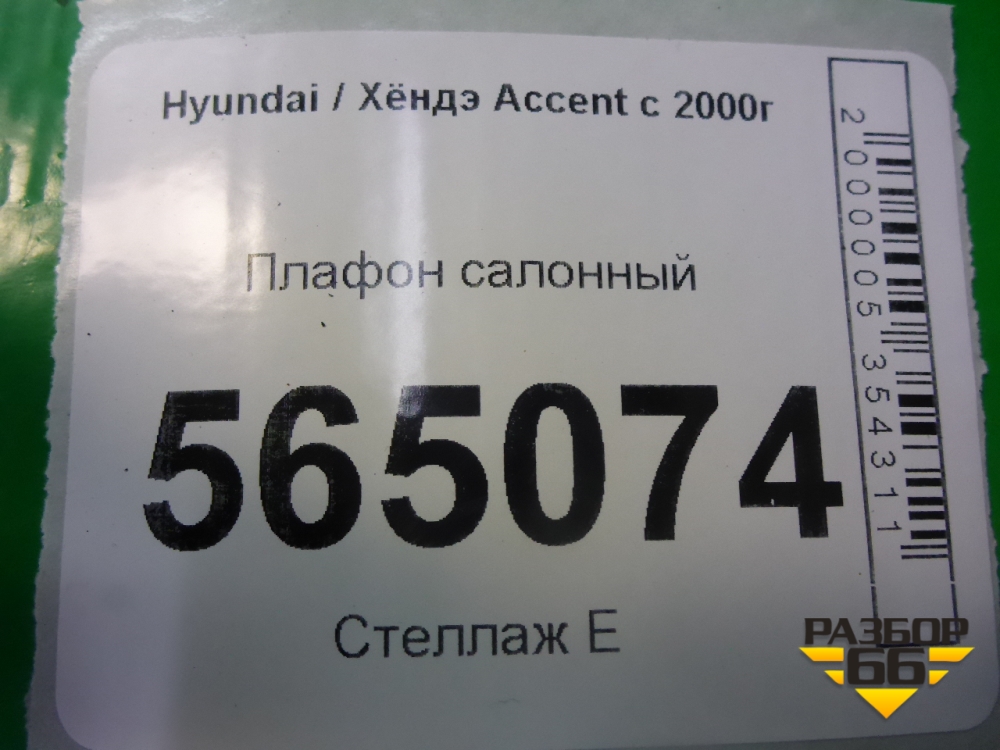 Hyundai / Хёндэ Accent с 2000г
Плафон салонный
565074
Стеллаж Е
2000005354311
РАЗБОР
66